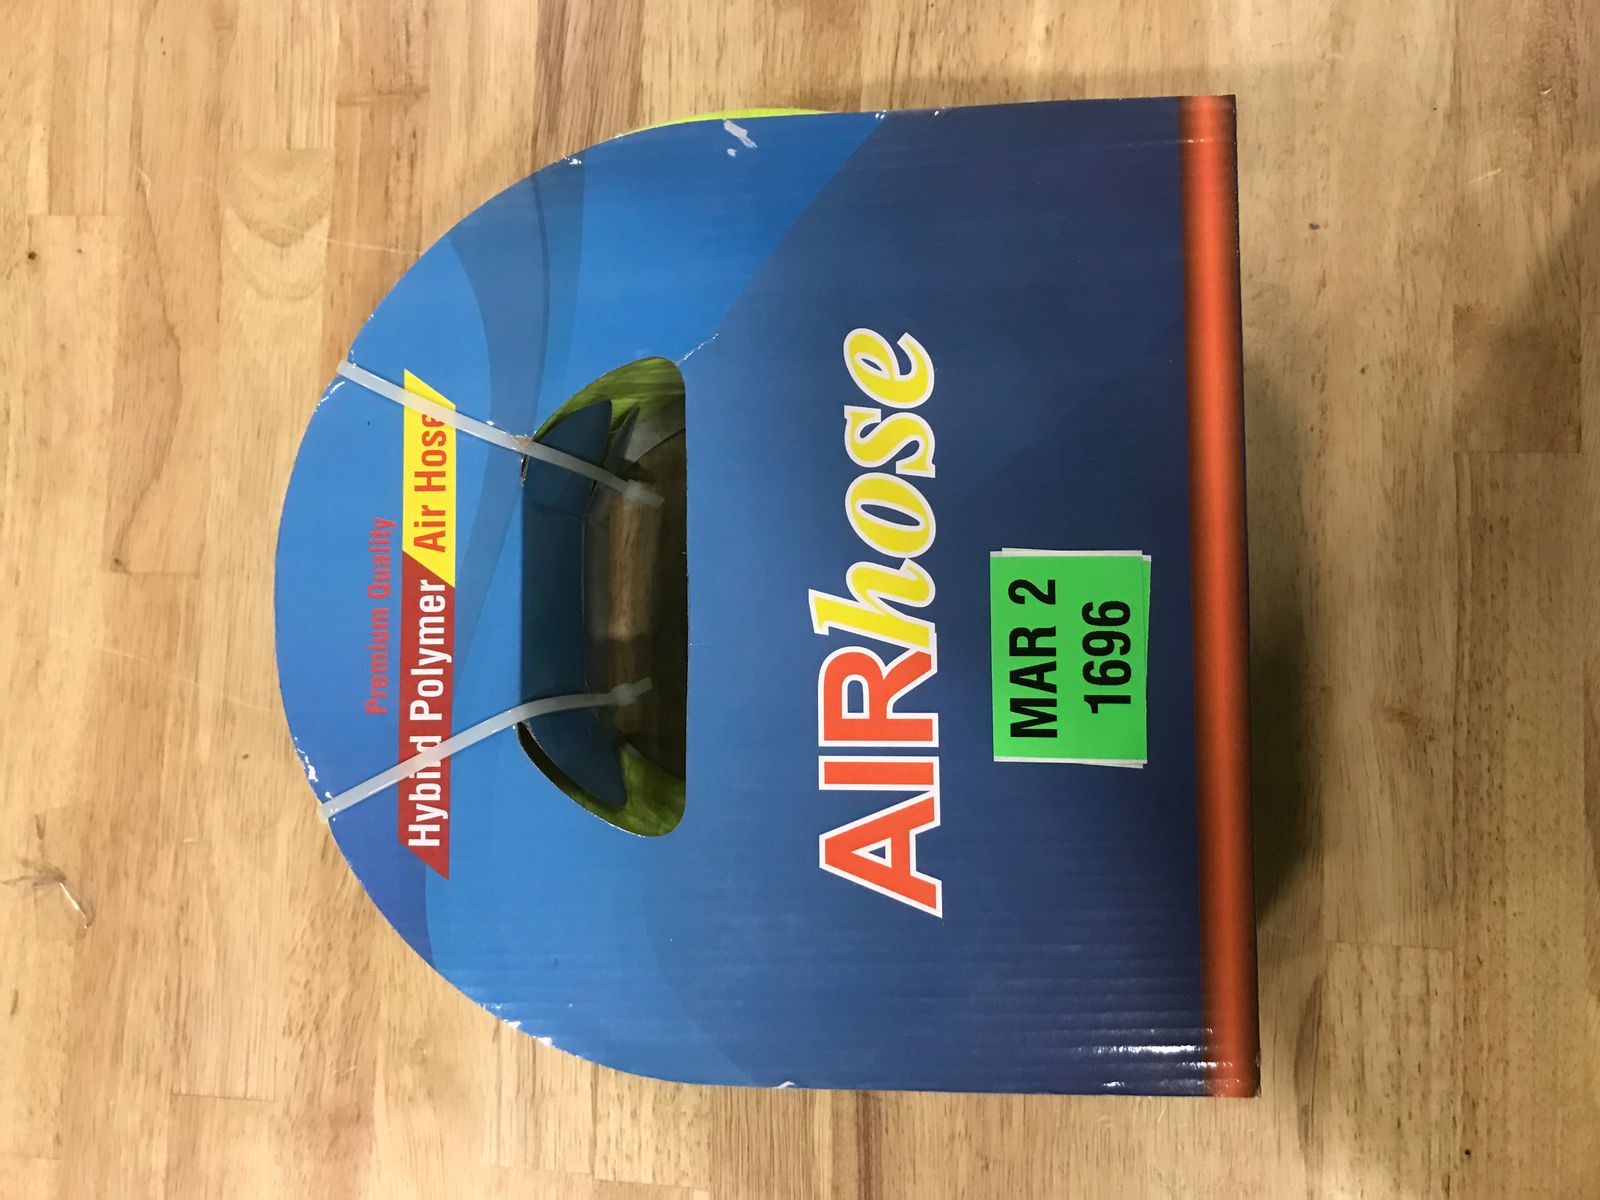 Premium Quality
Hybird Polymer Air Hose
AIRhose
MAR 2
1696